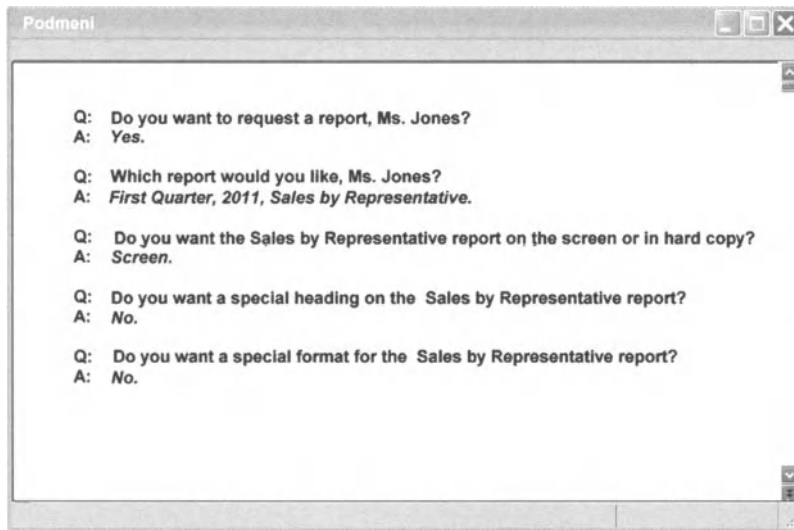 Podmeni
Q: Do you want to request a report, Ms. Jones?
A: Yes.
Q: Which report would you like, Ms. Jones?
A: First Quarter, 2011, Sales by Representative.
Q: Do you want the Sales by Representative report on the screen or in hard copy?
A: Screen.
Q: Do you want a special heading on the Sales by Representative report?
A: No.
Q: Do you want a special format for the Sales by Representative report?
A: No.